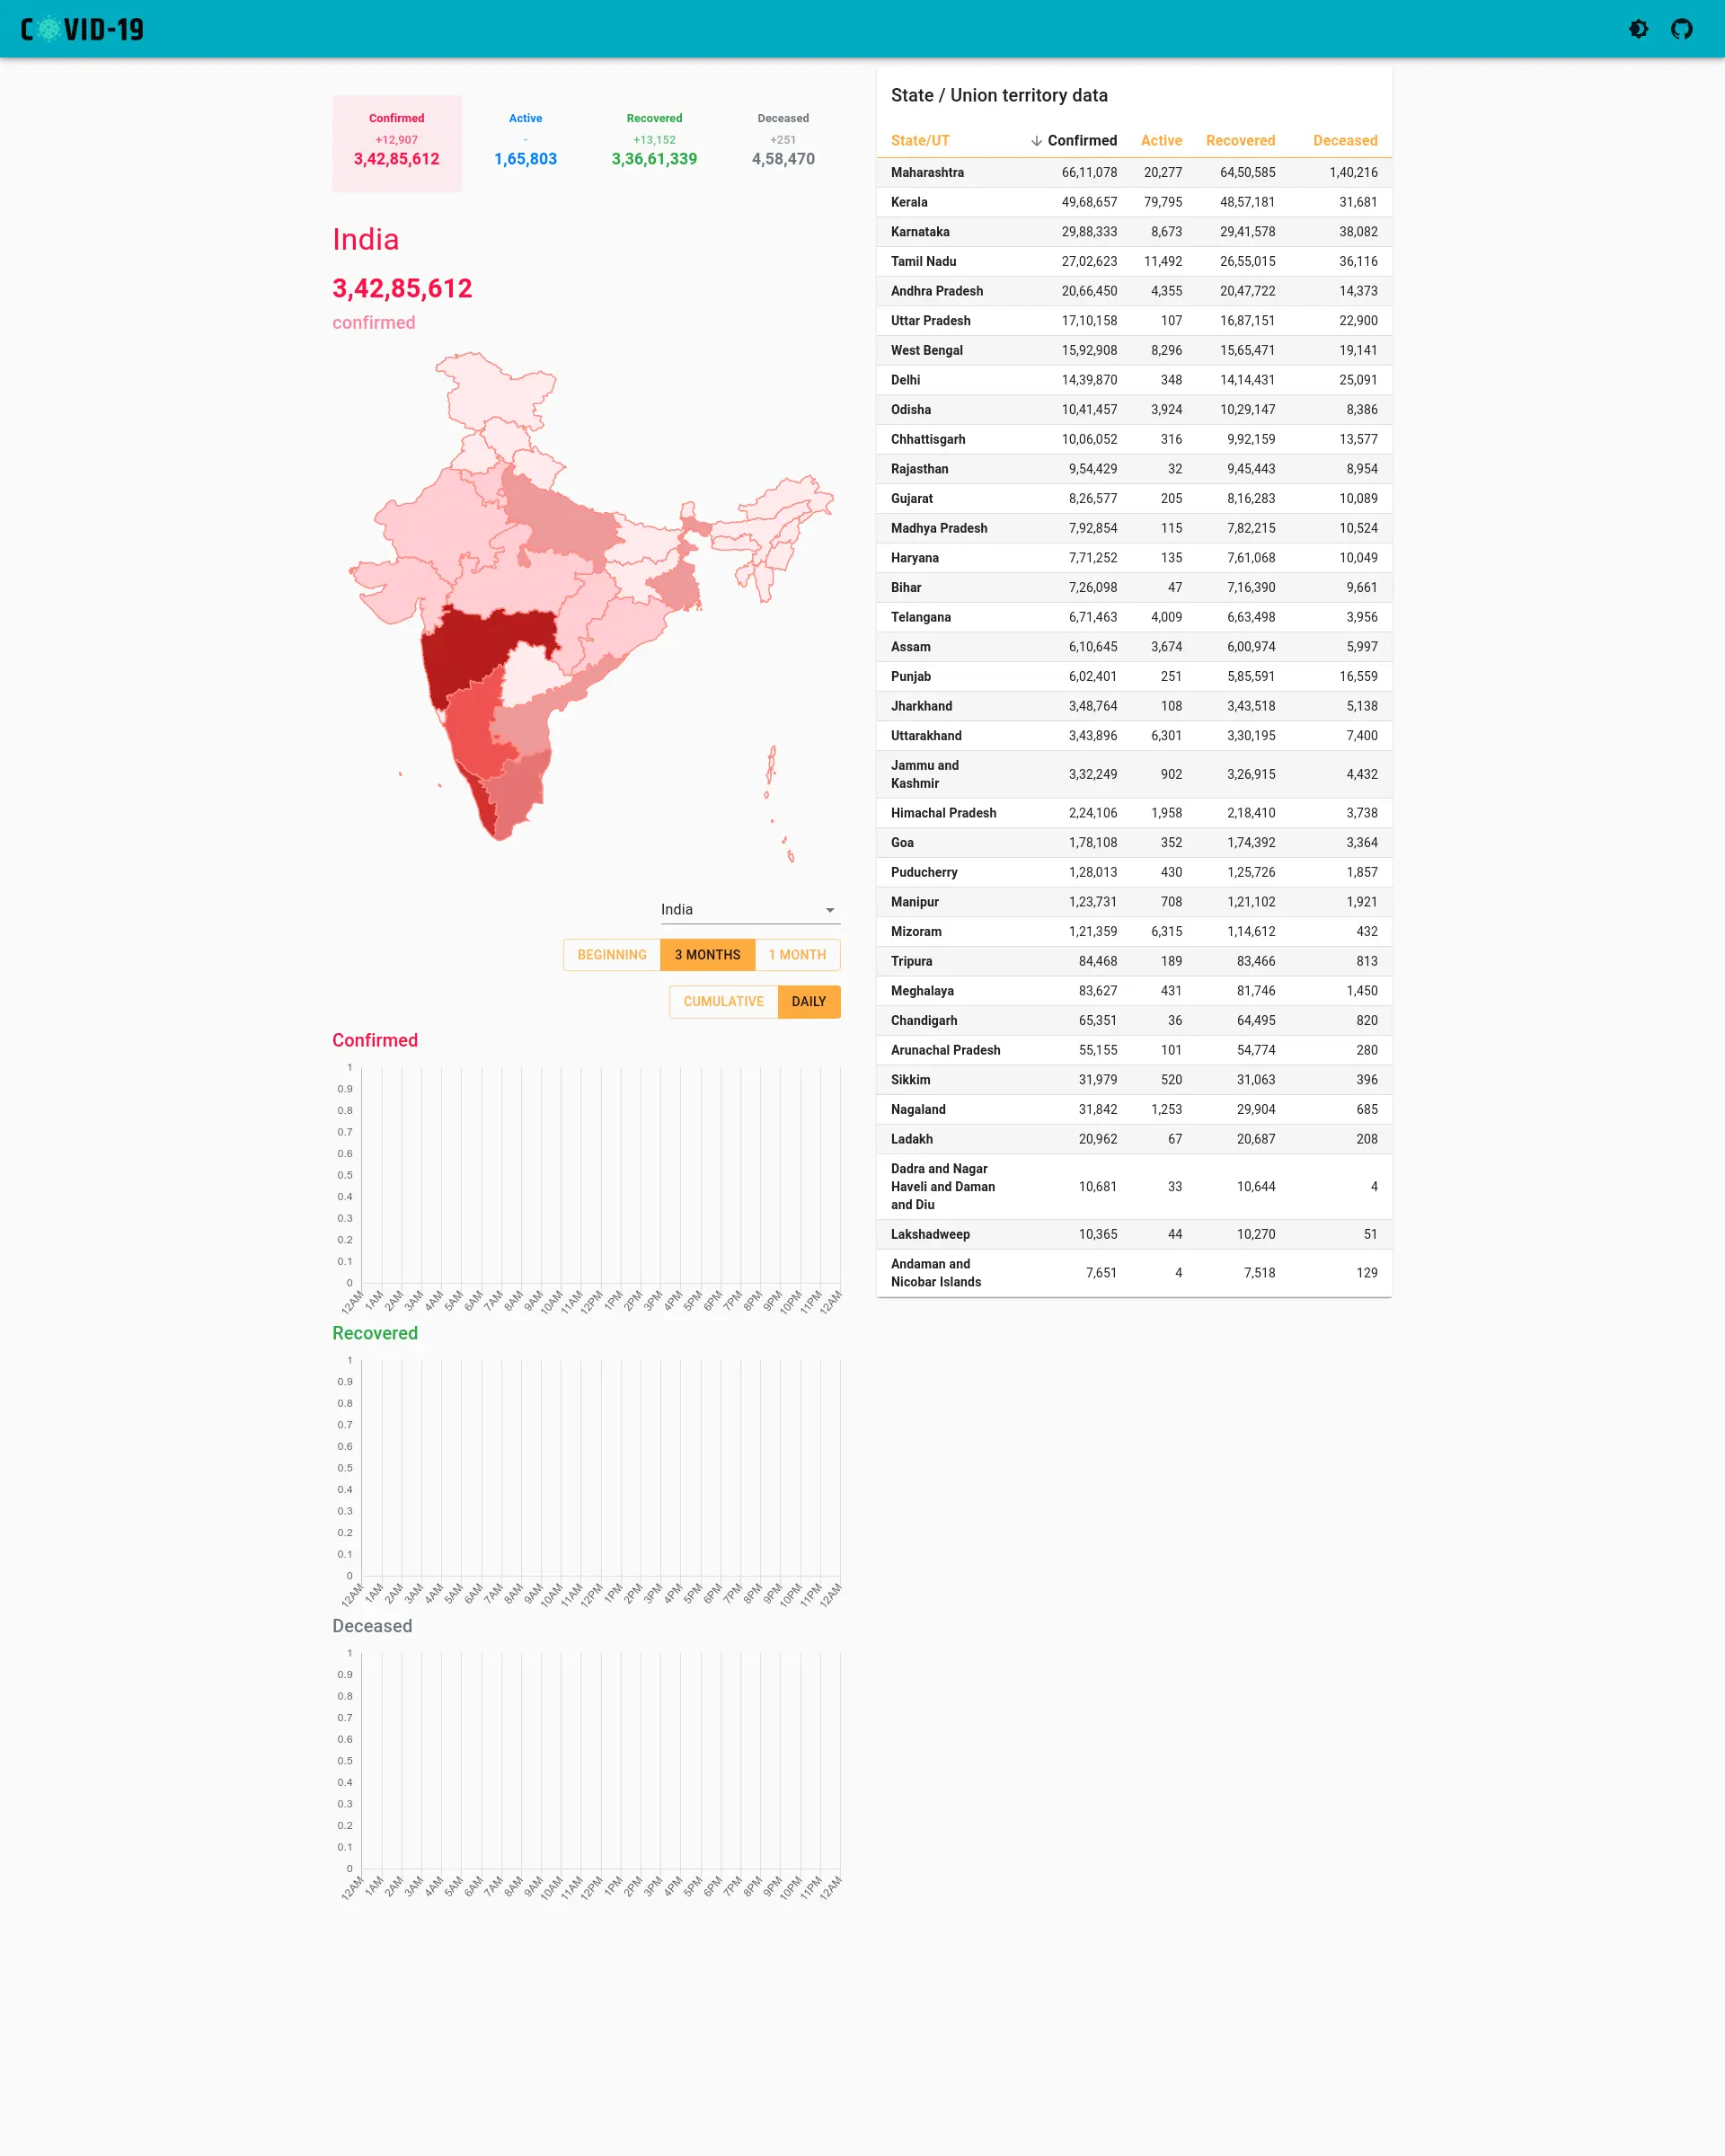 COVID-19
Confirmed
+12,907
3,42,85,612
Active
-
1,65,803
Recovered
+13,152
3,36,61,339
Deceased
+251
4,58,470
India
3,42,85,612
confirmed
India
BEGINNING 3 MONTHS 1 MONTH
CUMULATIVE DAILY
Confirmed
1
0.9
0.8
0.7
0.6
0.5
0.4
0.3
0.2
0.1
0
12AM 1AM 2AM 3AM 4AM 5AM 6AM 7AM 8AM 9AM 10AM 11AM 12PM 1PM 2PM 3PM 4PM 5PM 6PM 7PM 8PM 9PM 10PM 11PM 12AM
Recovered
1
0.9
0.8
0.7
0.6
0.5
0.4
0.3
0.2
0.1
0
12AM 1AM 2AM 3AM 4AM 5AM 6AM 7AM 8AM 9AM 10AM 11AM 12PM 1PM 2PM 3PM 4PM 5PM 6PM 7PM 8PM 9PM 10PM 11PM 12AM
Deceased
1
0.9
0.8
0.7
0.6
0.5
0.4
0.3
0.2
0.1
0
12AM 1AM 2AM 3AM 4AM 5AM 6AM 7AM 8AM 9AM 10AM 11AM 12PM 1PM 2PM 3PM 4PM 5PM 6PM 7PM 8PM 9PM 10PM 11PM 12AM
State / Union territory data
State/UT Confirmed Active Recovered Deceased
Maharashtra 66,11,078 20,277 64,50,585 1,40,216
Kerala 49,68,657 79,795 48,57,181 31,681
Karnataka 29,88,333 8,673 29,41,578 38,082
Tamil Nadu 27,02,623 11,492 26,55,015 36,116
Andhra Pradesh 20,66,450 4,355 20,47,722 14,373
Uttar Pradesh 17,10,158 107 16,87,151 22,900
West Bengal 15,92,908 8,296 15,65,471 19,141
Delhi 14,39,870 348 14,14,431 25,091
Odisha 10,41,457 3,924 10,29,147 8,386
Chhattisgarh 10,06,052 316 9,92,159 13,577
Rajasthan 9,54,429 32 9,45,443 8,954
Gujarat 8,26,577 205 8,16,283 10,089
Madhya Pradesh 7,92,854 115 7,82,215 10,524
Haryana 7,71,252 135 7,61,068 10,049
Bihar 7,26,098 47 7,16,390 9,661
Telangana 6,71,463 4,009 6,63,498 3,956
Assam 6,10,645 3,674 6,00,974 5,997
Punjab 6,02,401 251 5,85,591 16,559
Jharkhand 3,48,764 108 3,43,518 5,138
Uttarakhand 3,43,896 6,301 3,30,195 7,400
Jammu and
Kashmir 3,32,249 902 3,26,915 4,432
Himachal Pradesh 2,24,106 1,958 2,18,410 3,738
Goa 1,78,108 352 1,74,392 3,364
Puducherry 1,28,013 430 1,25,726 1,857
Manipur 1,23,731 708 1,21,102 1,921
Mizoram 1,21,359 6,315 1,14,612 432
Tripura 84,468 189 83,466 813
Meghalaya 83,627 431 81,746 1,450
Chandigarh 65,351 36 64,495 820
Arunachal Pradesh 55,155 101 54,774 280
Sikkim 31,979 520 31,063 396
Nagaland 31,842 1,253 29,904 685
Ladakh 20,962 67 20,687 208
Dadra and Nagar
Haveli and Daman 10,681 33 10,644 4
and Diu
Lakshadweep 10,365 44 10,270 51
Andaman and
Nicobar Islands 7,651 4 7,518 129